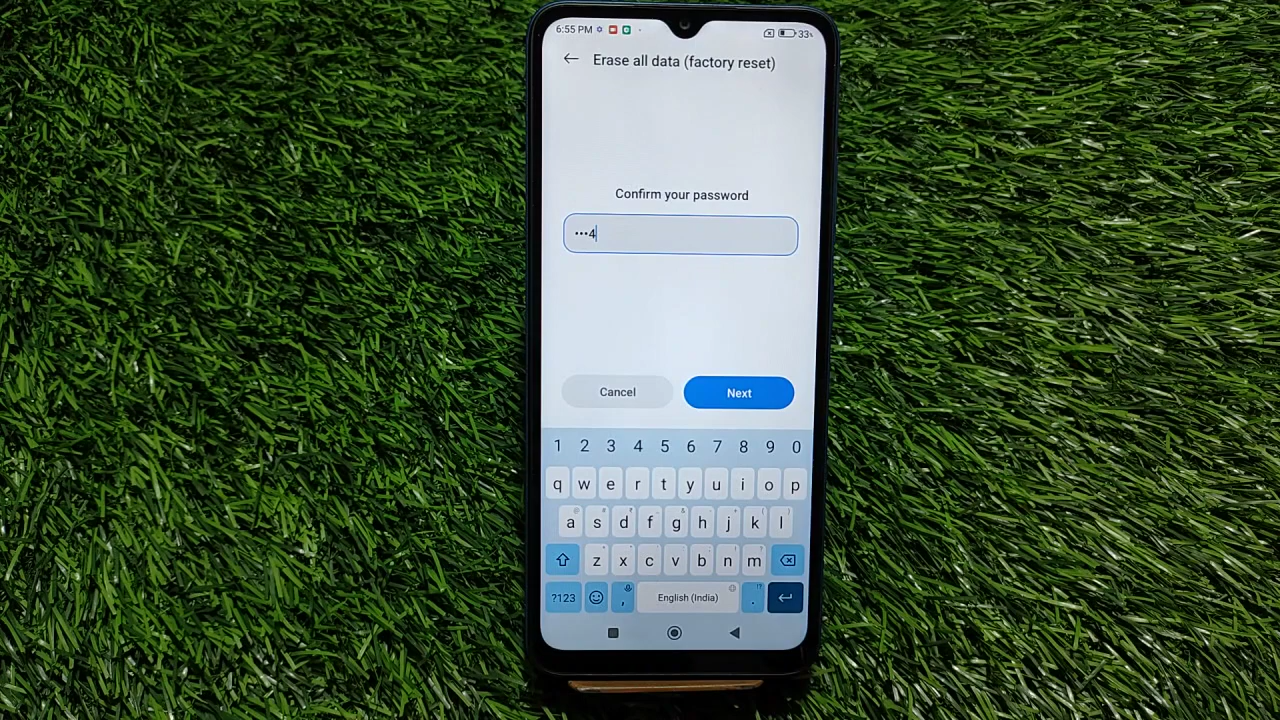 6:55 PM 33%
Erase all data (factory reset)
Confirm your password
•••4
Cancel Next
1 2 3 4 5 6 7 8 9 0
q w e r t y u i o p
a s d f g h j k l
z x c v b n m
?123 , English (India) .